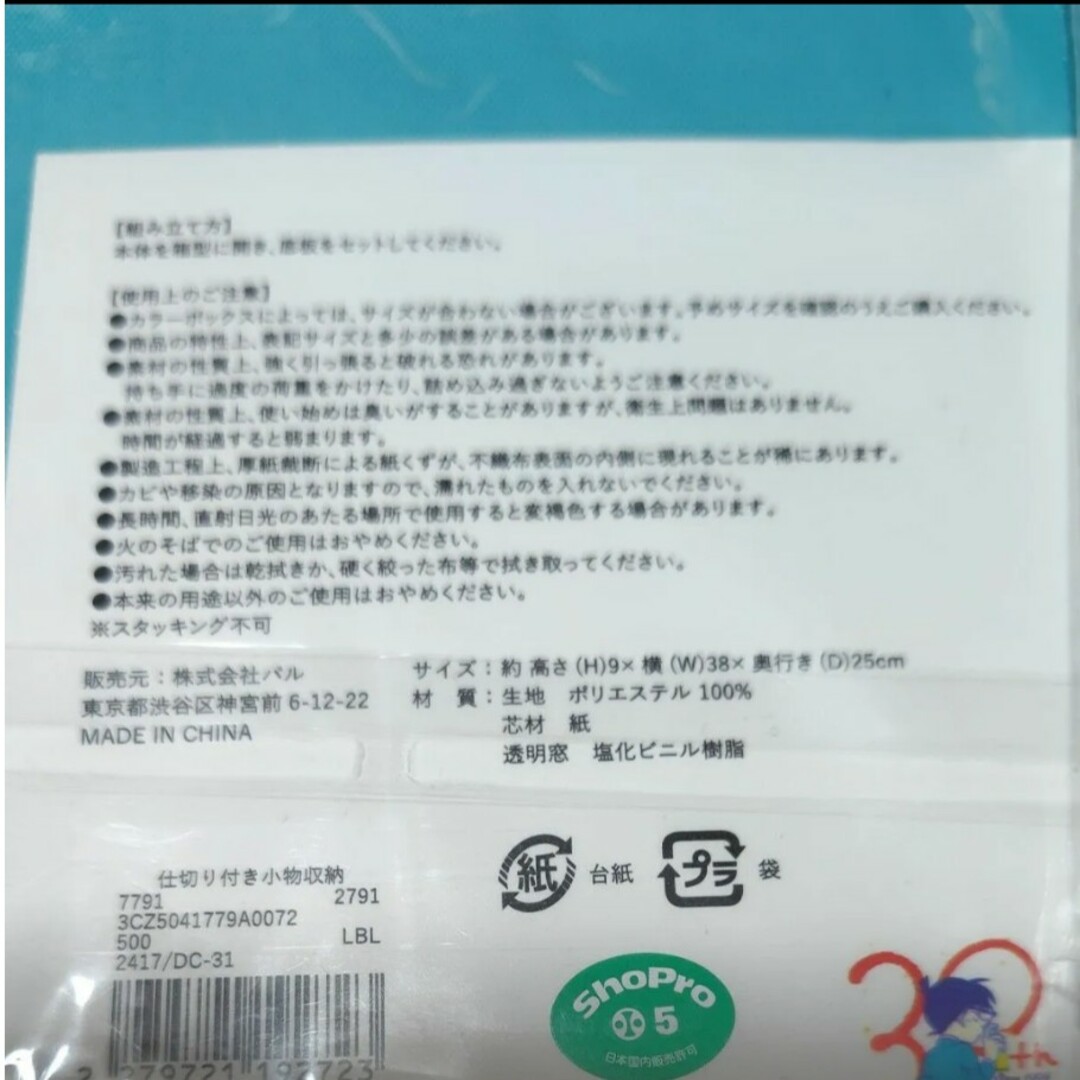 【組み立て方】
本体を箱型に開き、底板をセットしてください。
【使用上のご注意】
●カラーボックスによっては、サイズが合わない場合がございます。予めサイズを確認のうえご購入ください。
●商品の特性上、表記サイズと多少の誤差がある場合があります。
●素材の性質上、強く引っ張ると破れる恐れがあります。
持ち手に過度の荷重をかけたり、詰め込み過ぎないようご注意ください。
●素材の性質上、使い始めは臭いがすることがありますが、衛生上問題はありません。
時間が経過すると弱まります。
●製造工程上、厚紙裁断による紙くずが、不織布表面の内側に現れることが稀にあります。
●カビや移染の原因となりますので、濡れたものを入れないでください。
●長時間、直射日光のあたる場所で使用すると変褐色する場合があります。
●火のそばでのご使用はおやめください。
●汚れた場合は乾拭きか、硬く絞った布等で拭き取ってください。
●本来の用途以外のご使用はおやめください。
※スタッキング不可
販売元：株式会社パル
東京都渋谷区神宮前 6-12-22
MADE IN CHINA
サイズ：約 高さ(H)9×横(W)38×奥行き(D)25cm
材　質：生地　ポリエステル 100%
芯材　紙
透明窓　塩化ビニル樹脂
紙 台紙
プラ 袋
仕切り付き小物収納
7791 2791
3CZ5041779A0072
500 LBL
2417/DC-31
2 279721 192723
ShoPro
5
日本国内販売許可
30th